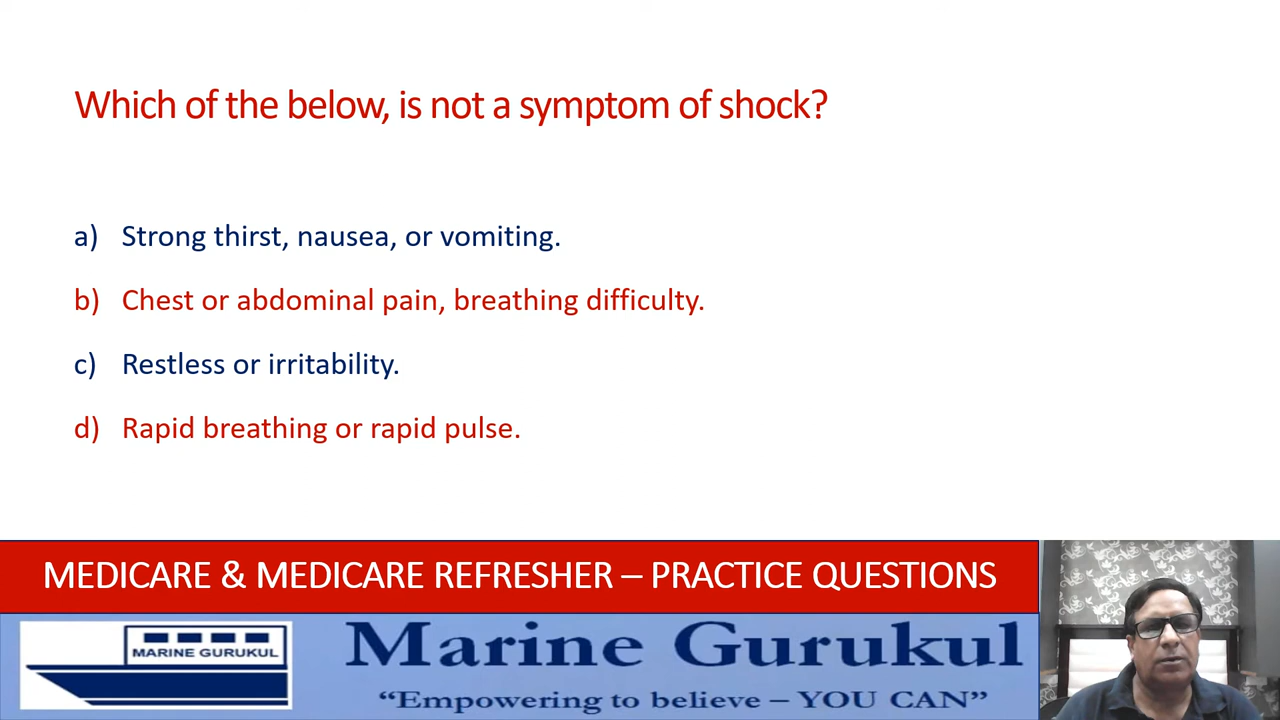 Which of the below, is not a symptom of shock?
a) Strong thirst, nausea, or vomiting.
b) Chest or abdominal pain, breathing difficulty.
c) Restless or irritability.
d) Rapid breathing or rapid pulse.
MEDICARE & MEDICARE REFRESHER – PRACTICE QUESTIONS
MARINE GURUKUL
Marine Gurukul
“Empowering to believe – YOU CAN”